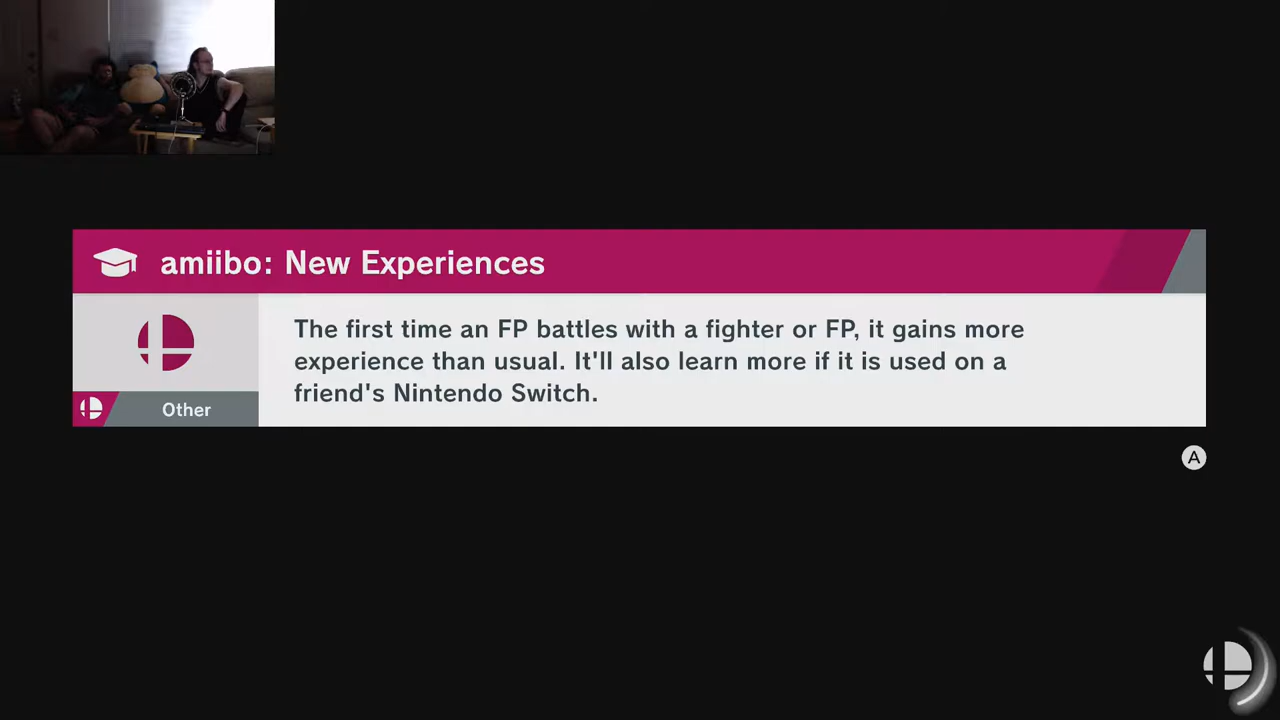 amiibo: New Experiences
The first time an FP battles with a fighter or FP, it gains more
experience than usual. It'll also learn more if it is used on a
friend's Nintendo Switch.
Other
A